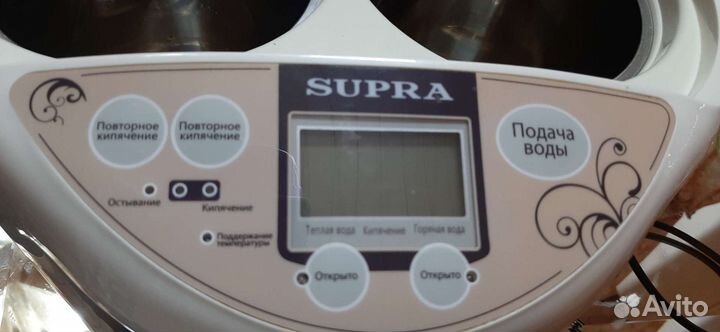 SUPRA
Повторное
кипячение
Повторное
кипячение
Подача
воды
Остывание
Кипячение
Поддержание
температуры
Теплая вода Кипячение Горячая вода
Открыто
Открыто
Avito